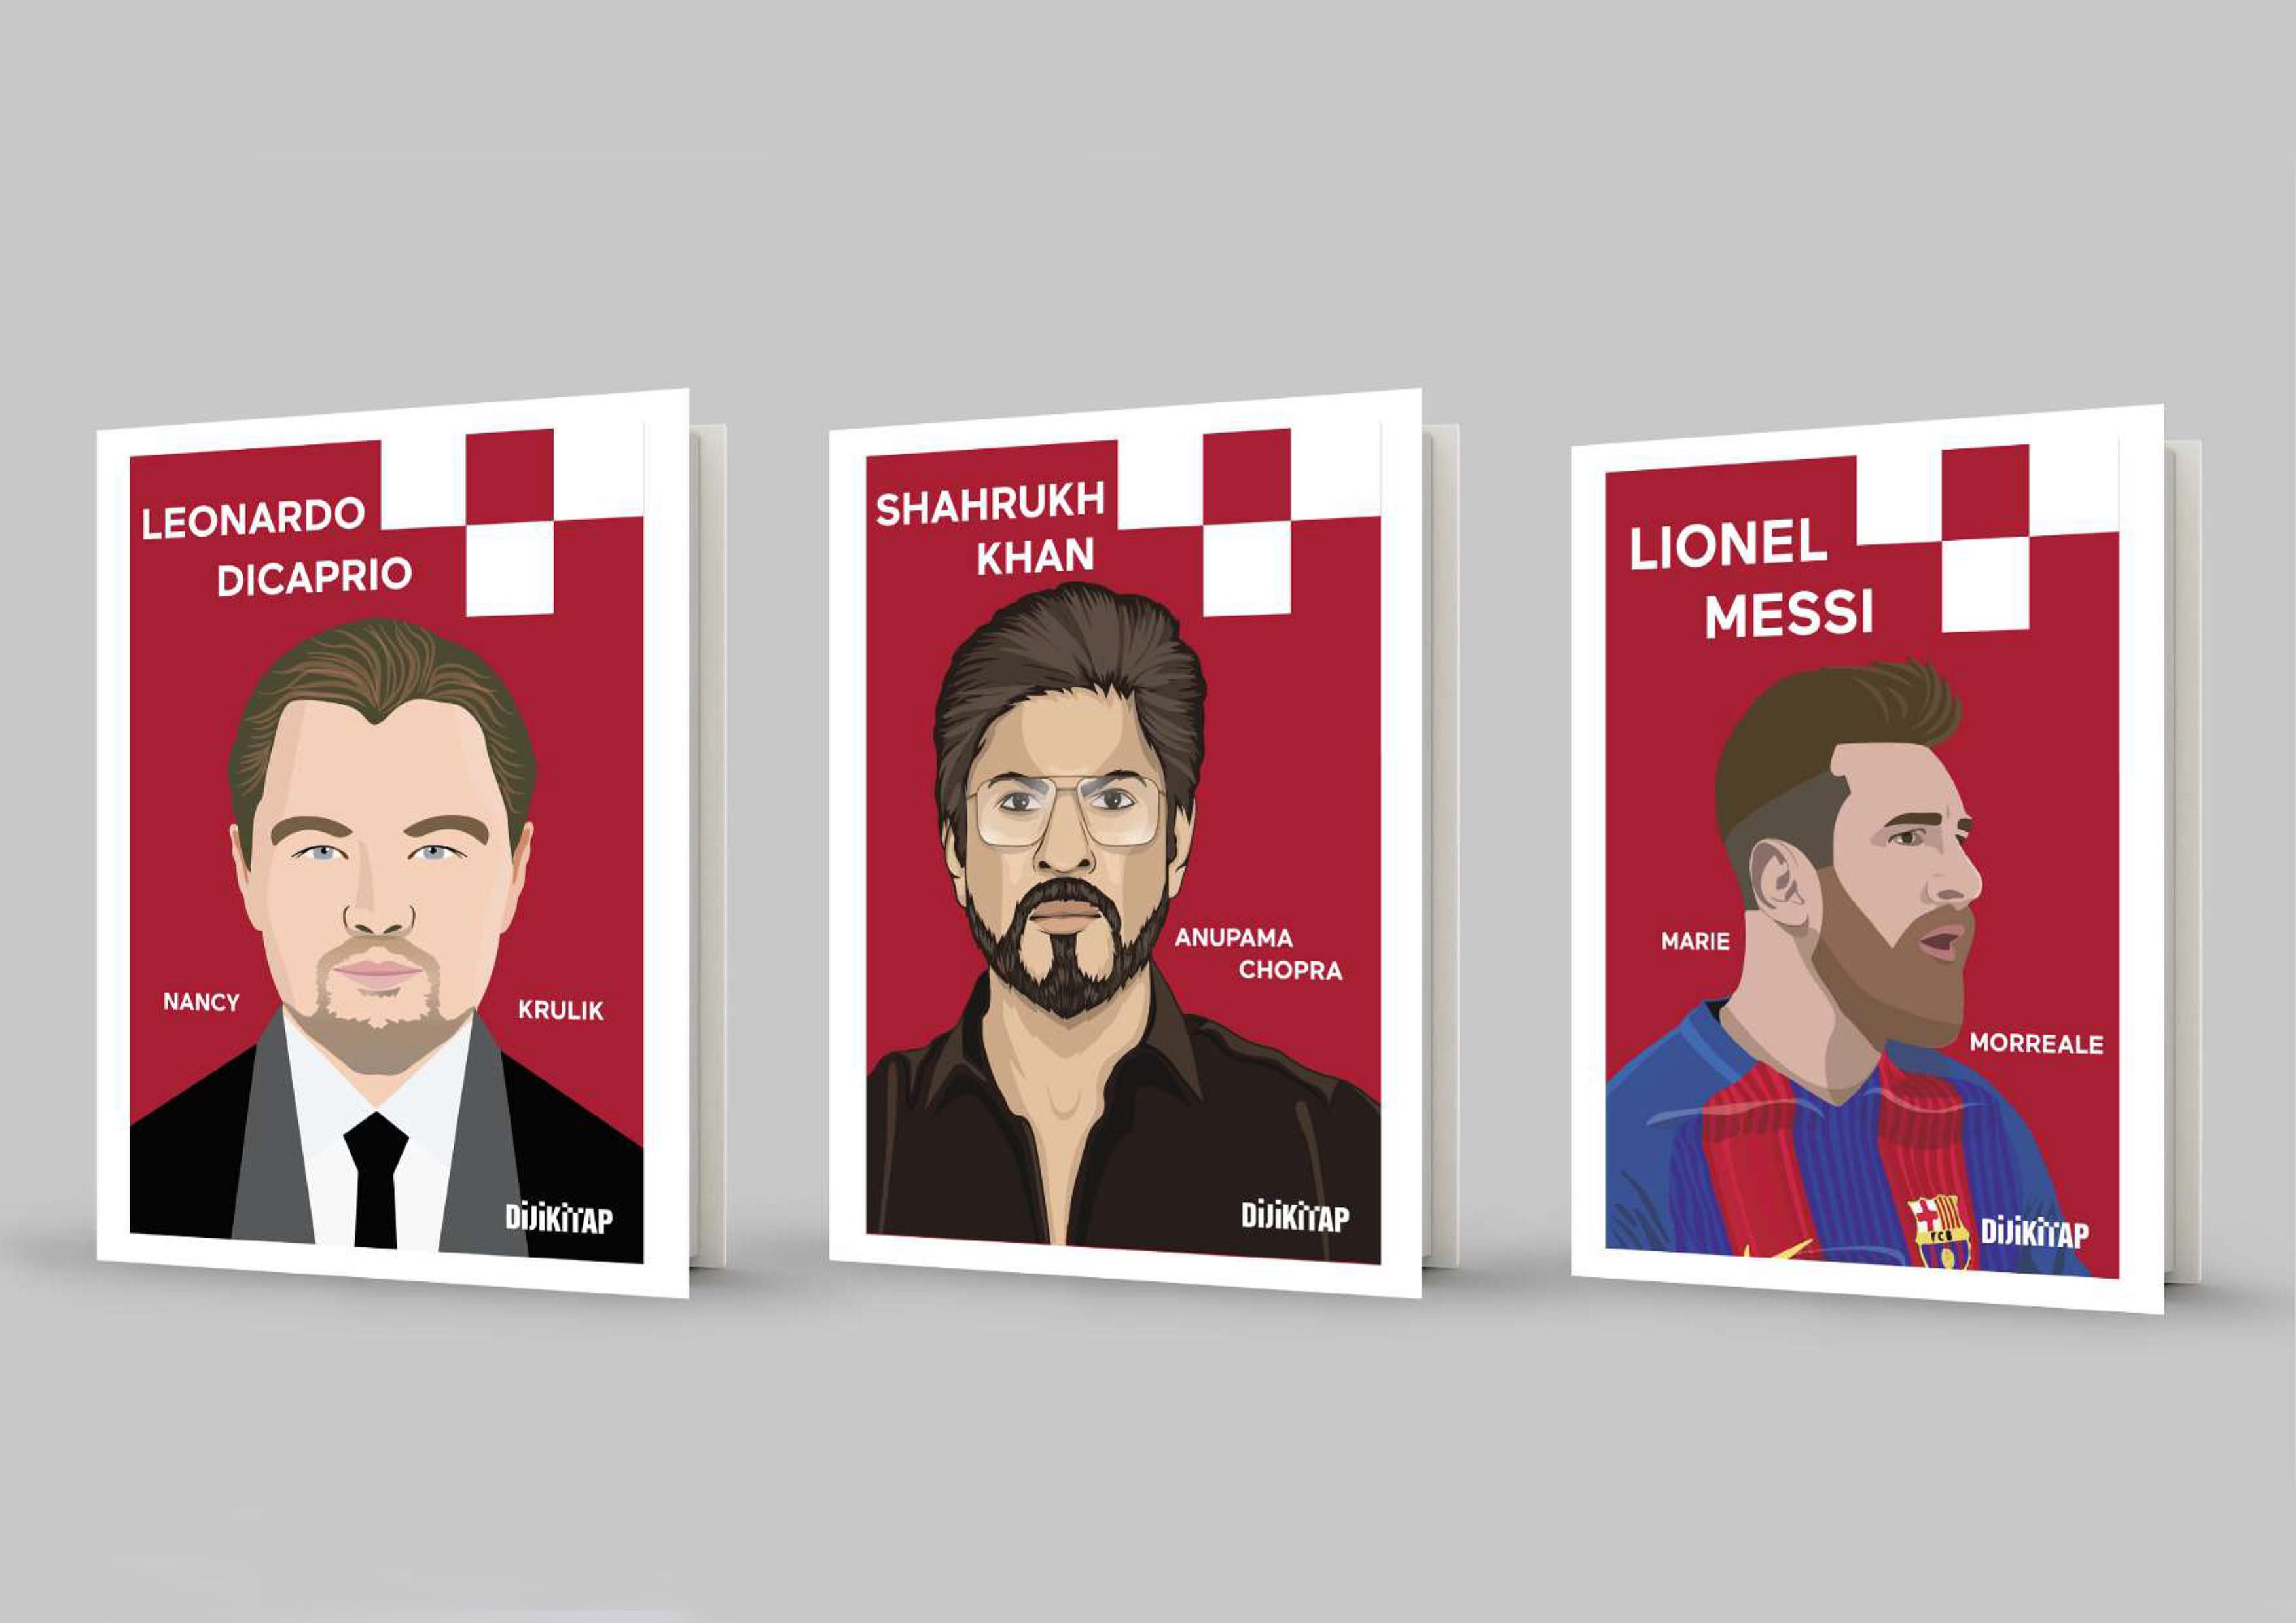 LEONARDO
DICAPRIO
NANCY
KRULIK
DiJiKiTAP
SHAHRUKH
KHAN
ANUPAMA
CHOPRA
DiJiKiTAP
LIONEL
MESSI
MARIE
MORREALE
FCB
DiJiKiTAP